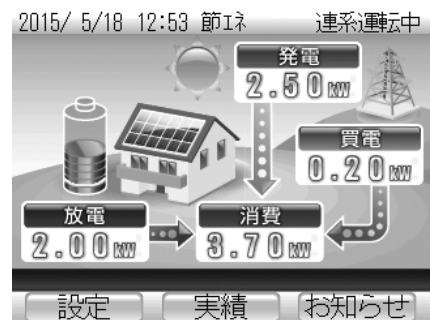 2015/ 5/18 12:53 節エネ 連系運転中
発電
2.50kW
買電
0.20kW
放電
2.00kW
消費
3.70kW
設定 実績 お知らせ